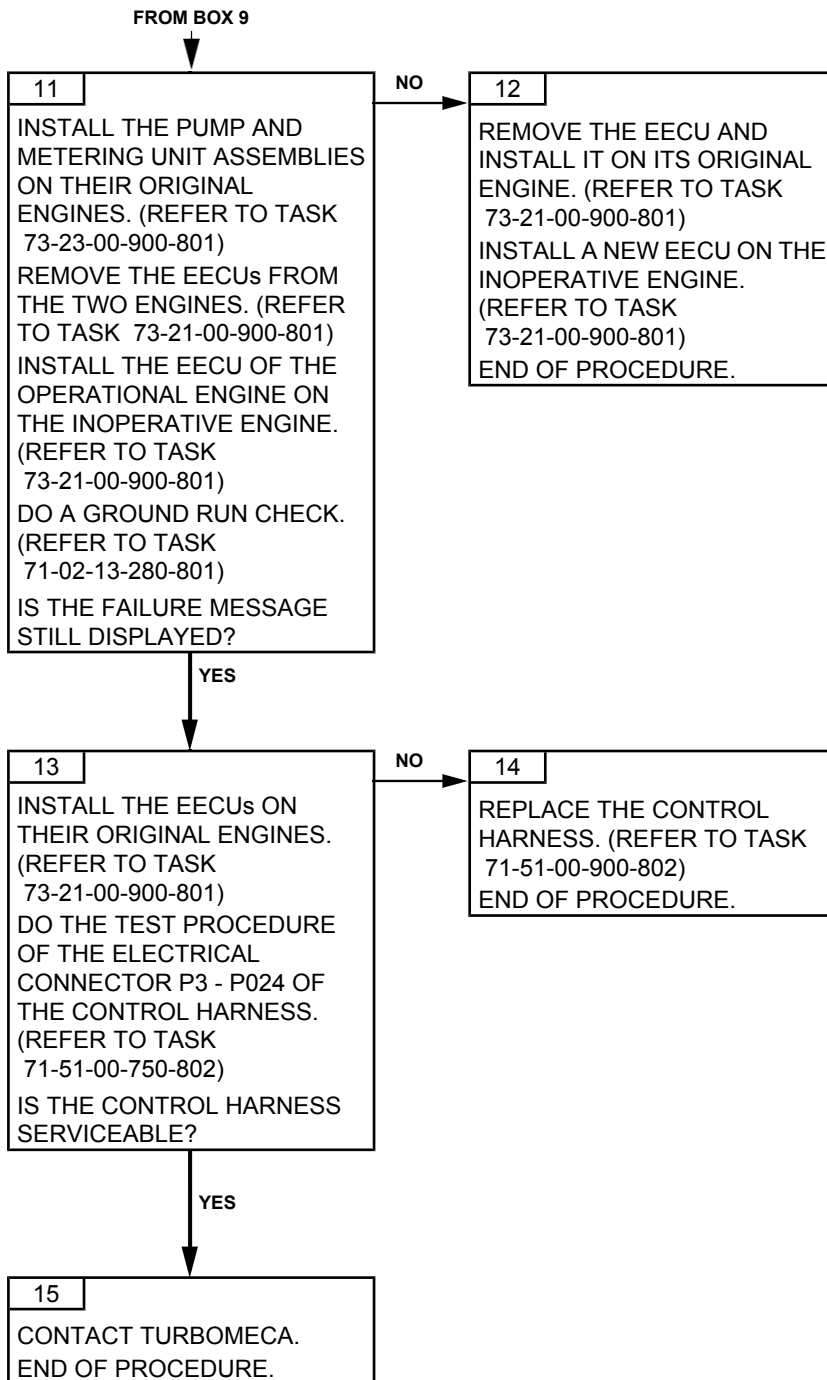 FROM BOX 9
11
INSTALL THE PUMP AND
METERING UNIT ASSEMBLIES
ON THEIR ORIGINAL
ENGINES. (REFER TO TASK
73-23-00-900-801)
REMOVE THE EECUs FROM
THE TWO ENGINES. (REFER
TO TASK 73-21-00-900-801)
INSTALL THE EECU OF THE
OPERATIONAL ENGINE ON
THE INOPERATIVE ENGINE.
(REFER TO TASK
73-21-00-900-801)
DO A GROUND RUN CHECK.
(REFER TO TASK
71-02-13-280-801)
IS THE FAILURE MESSAGE
STILL DISPLAYED?
NO
12
REMOVE THE EECU AND
INSTALL IT ON ITS ORIGINAL
ENGINE. (REFER TO TASK
73-21-00-900-801)
INSTALL A NEW EECU ON THE
INOPERATIVE ENGINE.
(REFER TO TASK
73-21-00-900-801)
END OF PROCEDURE.
YES
13
INSTALL THE EECUs ON
THEIR ORIGINAL ENGINES.
(REFER TO TASK
73-21-00-900-801)
DO THE TEST PROCEDURE
OF THE ELECTRICAL
CONNECTOR P3 - P024 OF
THE CONTROL HARNESS.
(REFER TO TASK
71-51-00-750-802)
IS THE CONTROL HARNESS
SERVICEABLE?
NO
14
REPLACE THE CONTROL
HARNESS. (REFER TO TASK
71-51-00-900-802)
END OF PROCEDURE.
YES
15
CONTACT TURBOMECA.
END OF PROCEDURE.